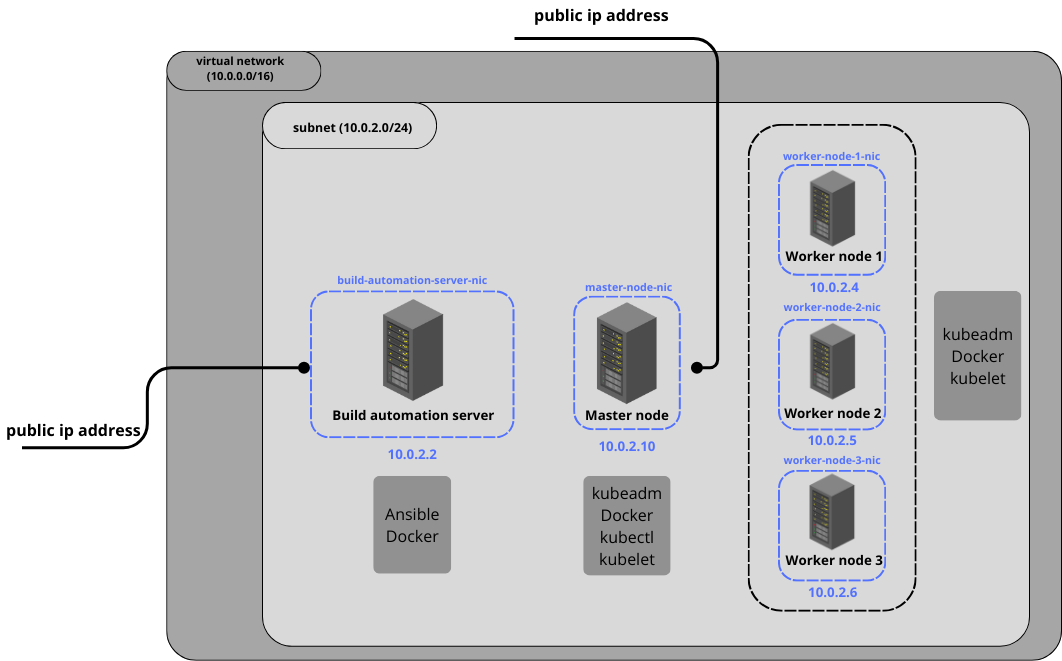 public ip address
virtual network
(10.0.0.0/16)
subnet (10.0.2.0/24)
worker-node-1-nic
Worker node 1
10.0.2.4
build-automation-server-nic
Build automation server
10.0.2.2
master-node-nic
Master node
10.0.2.10
worker-node-2-nic
Worker node 2
10.0.2.5
kubeadm
Docker
kubelet
public ip address
worker-node-3-nic
Worker node 3
10.0.2.6
Ansible
Docker
kubeadm
Docker
kubectl
kubelet